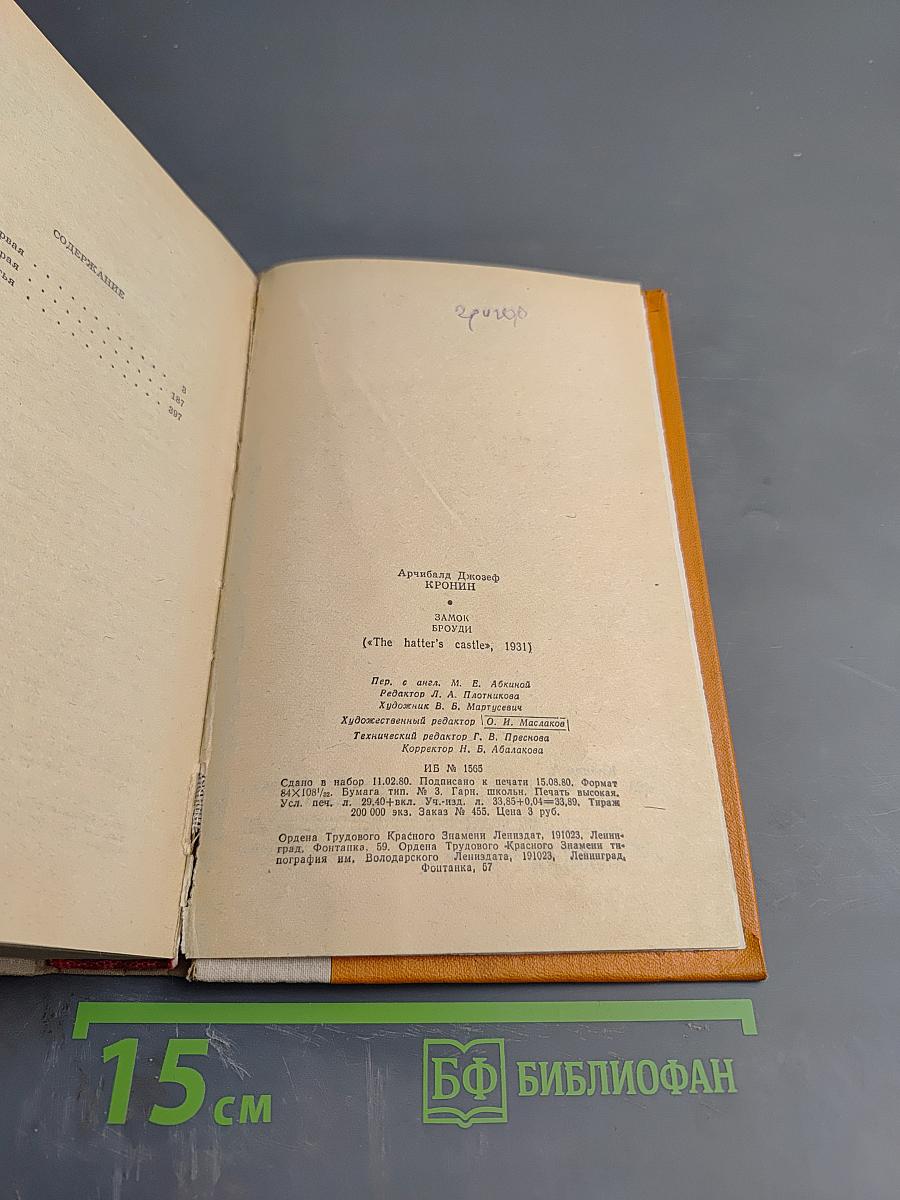 СОДЕРЖАНИЕ
3
187
397
Арчибалд Джозеф
КРОНИН
•
ЗАМОК
БРОУДИ
(«The hatter's castle», 1931)
Пер. с англ. М. Е. Абкиной
Редактор Л. А. Плотникова
Художник В. Б. Мартусевич
Художественный редактор О. И. Маслаков
Технический редактор Г. В. Преснова
Корректор Н. Б. Абалакова
ИБ № 1565
Сдано в набор 11.02.80. Подписано к печати 15.08.80. Формат
84×108¹/₃₂. Бумага тип. № 3. Гарн. школьн. Печать высокая.
Усл. печ. л. 29,40+вкл. Уч.-изд. л. 33,85+0,04=33,89. Тираж
200 000 экз. Заказ № 455. Цена 3 руб.
Ордена Трудового Красного Знамени Лениздат, 191023, Ленин-
град, Фонтанка, 59. Ордена Трудового Красного Знамени ти-
пография им. Володарского Лениздата, 191023, Ленинград,
Фонтанка, 57
15 см
БФ БИБЛИОФАН